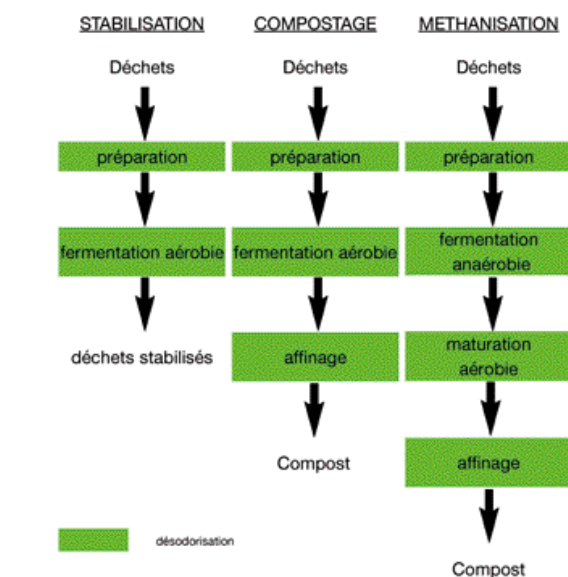 STABILISATION
Déchets
préparation
fermentation aérobie
déchets stabilisés
COMPOSTAGE
Déchets
préparation
fermentation aérobie
affinage
Compost
METHANISATION
Déchets
préparation
fermentation
anaérobie
maturation
aérobie
affinage
Compost
désodorisation